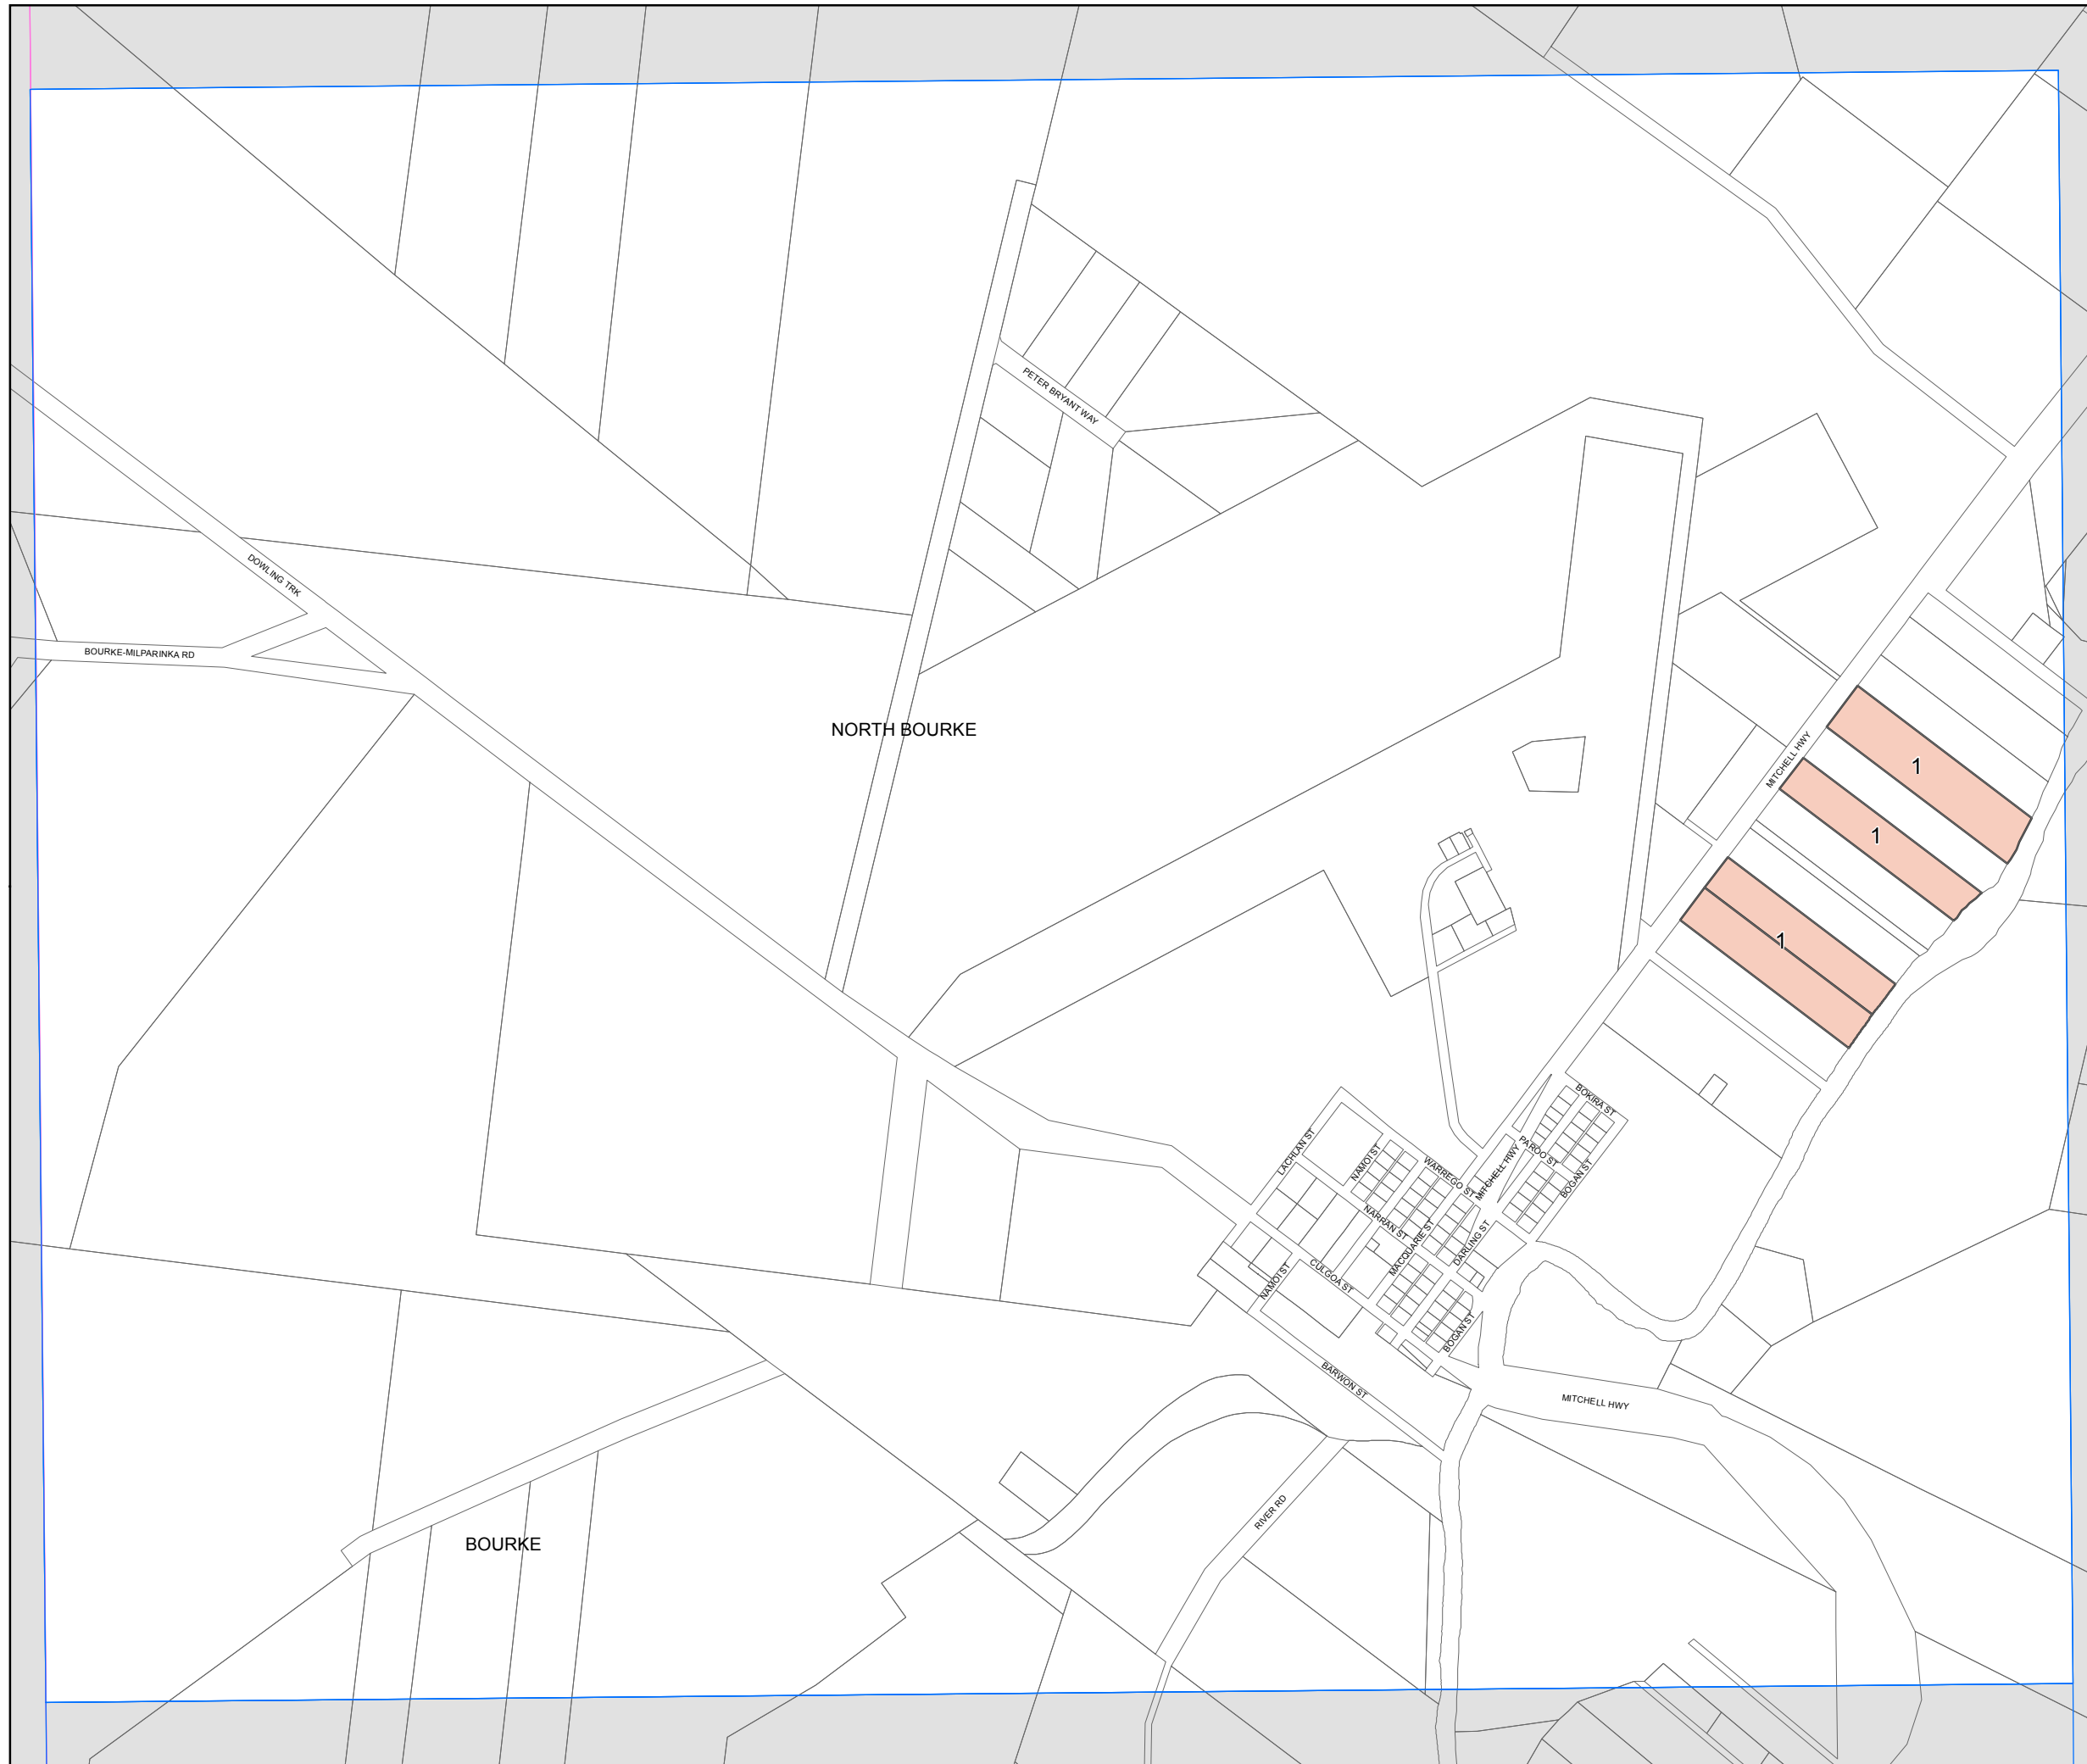 PETER BRYANT WAY
DOWLING TRK
BOURKE-MILPARINKA RD
NORTH BOURKE
MITCHELL HWY
1
1
1
BOKIRA ST
LACHLAN ST
NAMOI ST
WARREGO ST
MITCHELL HWY
PAROO ST
BOGAN ST
NARRAN ST
MACQUARIE ST
DARLING ST
NAMOI ST
CULGOA ST
BOGAN ST
BARWON ST
MITCHELL HWY
RIVER RD
BOURKE